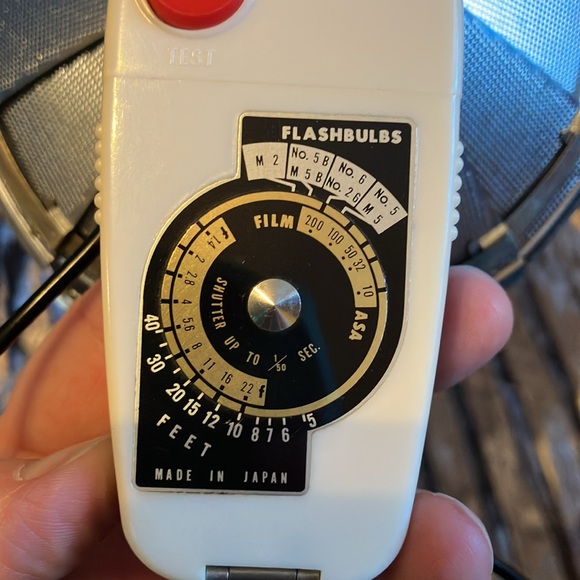 TEST
FLASHBULBS
M 2
No. 5 B
M 5 B
No. 6
No. 26
No. 5
M 5
FILM
200 100 50 32 10
ASA
f 1.4 2 2.8 4 5.6 8 11 16 22 f
SHUTTER UP TO 1/50 SEC.
40 30 20 15 12 10 8 7 6 5
FEET
MADE IN JAPAN